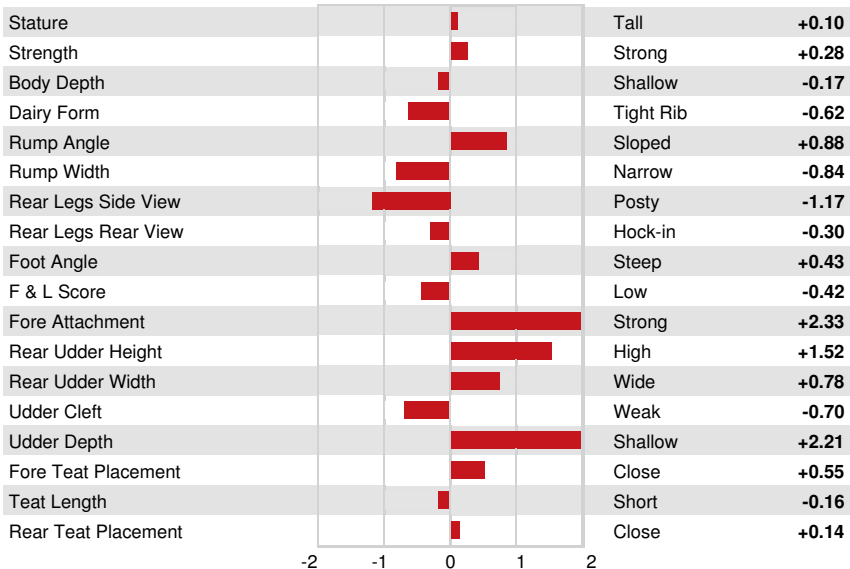 Stature Tall +0.10
Strength Strong +0.28
Body Depth Shallow -0.17
Dairy Form Tight Rib -0.62
Rump Angle Sloped +0.88
Rump Width Narrow -0.84
Rear Legs Side View Posty -1.17
Rear Legs Rear View Hock-in -0.30
Foot Angle Steep +0.43
F & L Score Low -0.42
Fore Attachment Strong +2.33
Rear Udder Height High +1.52
Rear Udder Width Wide +0.78
Udder Cleft Weak -0.70
Udder Depth Shallow +2.21
Fore Teat Placement Close +0.55
Teat Length Short -0.16
Rear Teat Placement Close +0.14
-2 -1 0 1 2